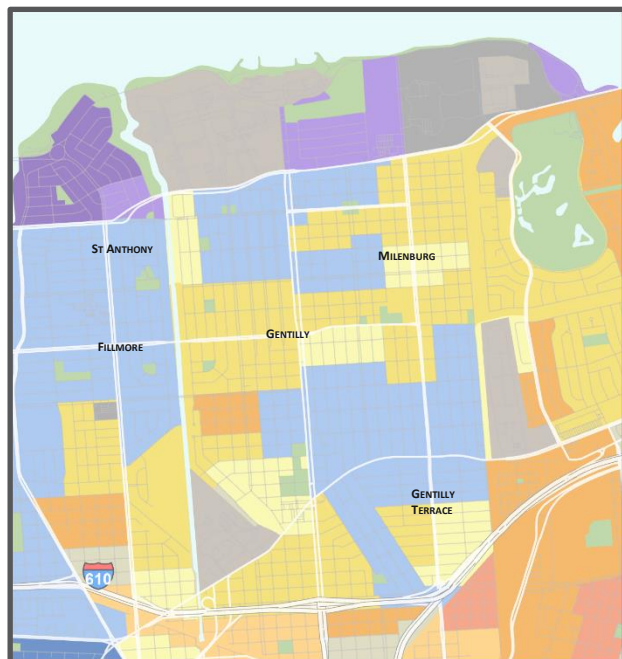 ST ANTHONY
MILENBURG
GENTILLY
FILLMORE
GENTILLY
TERRACE
610